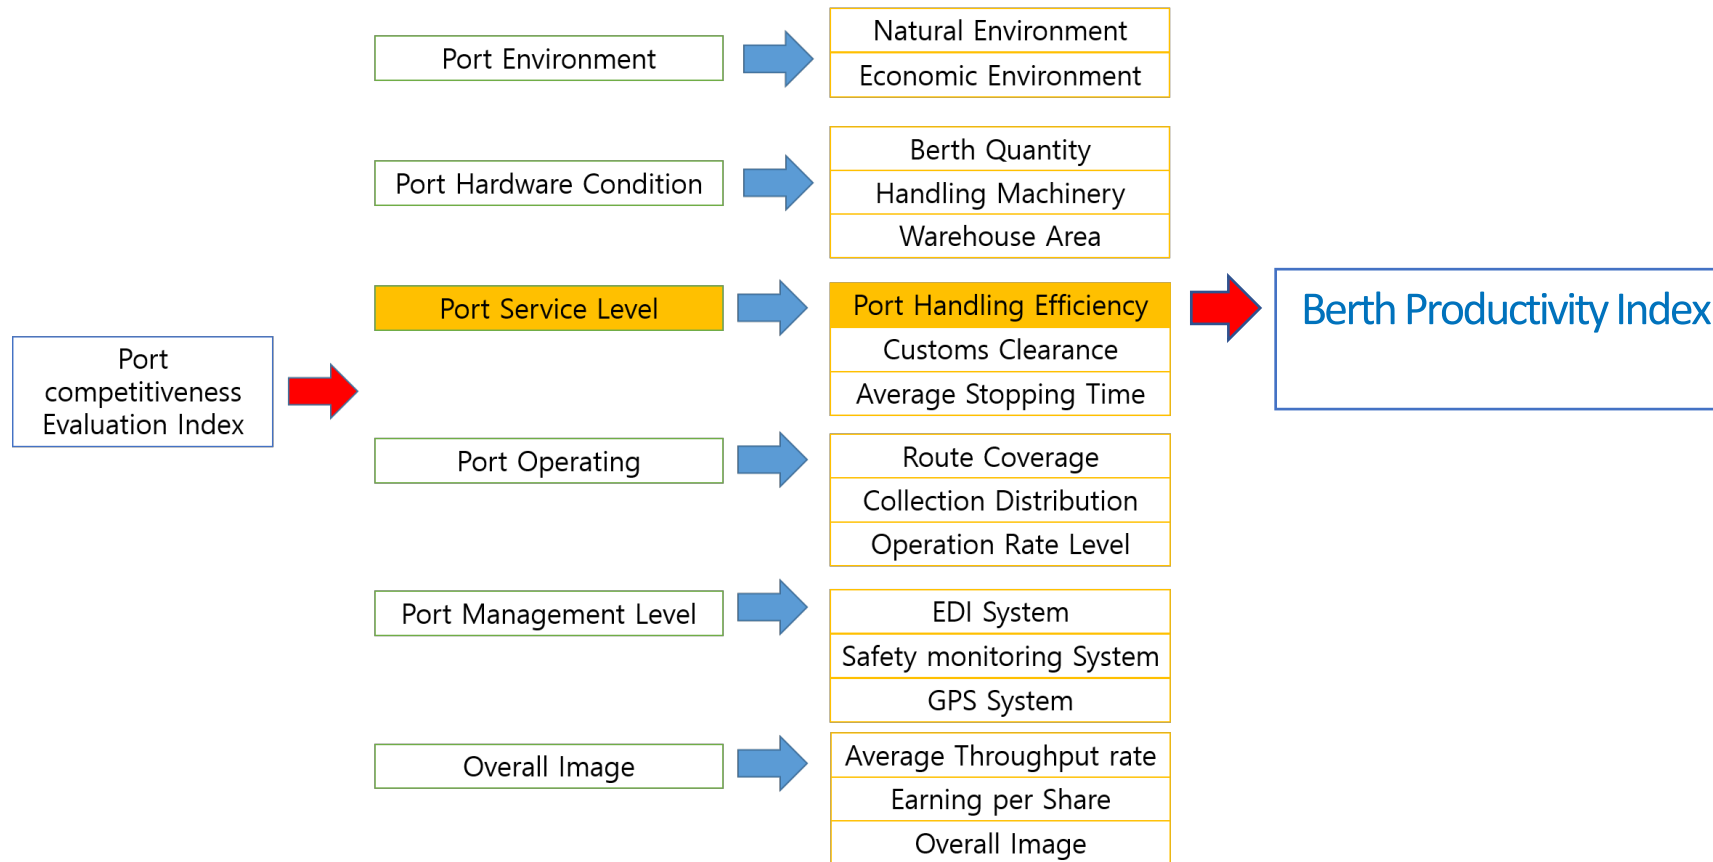 Port
competitiveness
Evaluation Index
Port Environment
Natural Environment
Economic Environment
Port Hardware Condition
Berth Quantity
Handling Machinery
Warehouse Area
Port Service Level
Port Handling Efficiency
Customs Clearance
Average Stopping Time
Berth Productivity Index
Port Operating
Route Coverage
Collection Distribution
Operation Rate Level
Port Management Level
EDI System
Safety monitoring System
GPS System
Overall Image
Average Throughput rate
Earning per Share
Overall Image